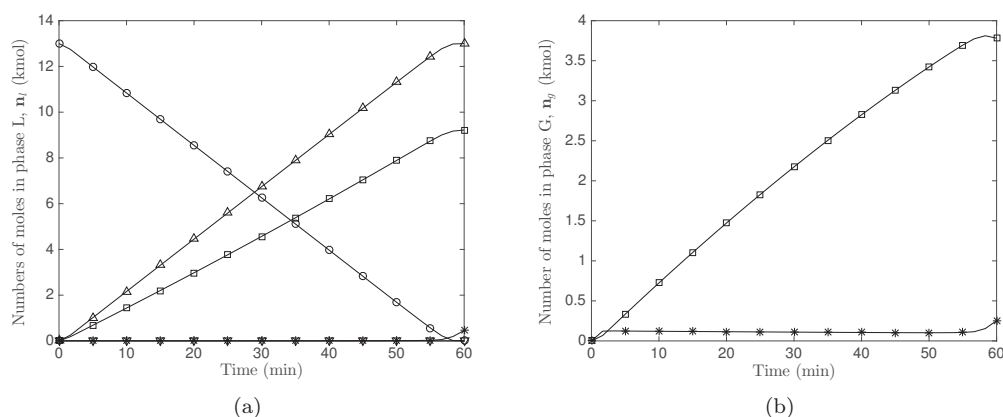 14
12
10
8
6
4
2
0
0 10 20 30 40 50 60
Numbers of moles in phase L, n_l (kmol)
Time (min)
(a)
4
3.5
3
2.5
2
1.5
1
0.5
0
0 10 20 30 40 50 60
Number of moles in phase G, n_g (kmol)
Time (min)
(b)